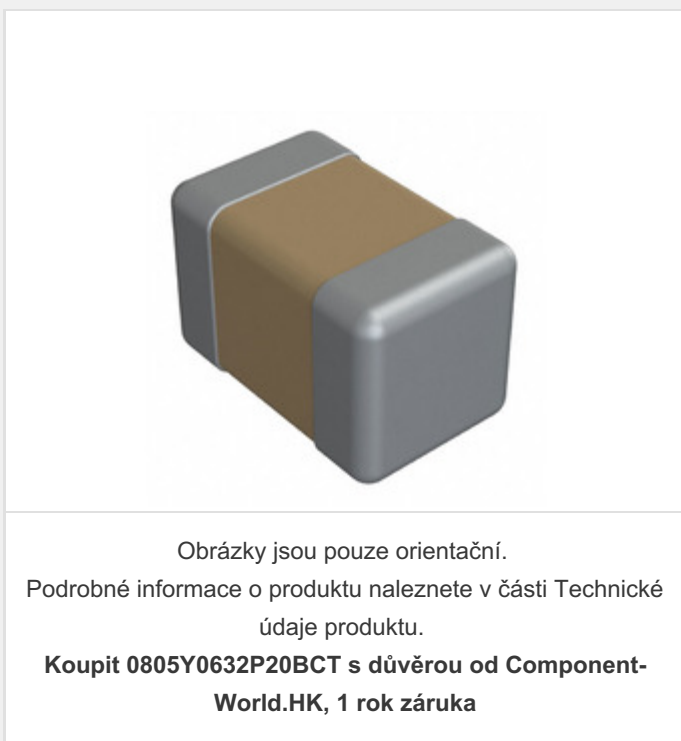 Obrázky jsou pouze orientační.
Podrobné informace o produktu naleznete v části Technické
údaje produktu.
Koupit 0805Y0632P20BCT s důvěrou od Component-
World.HK, 1 rok záruka